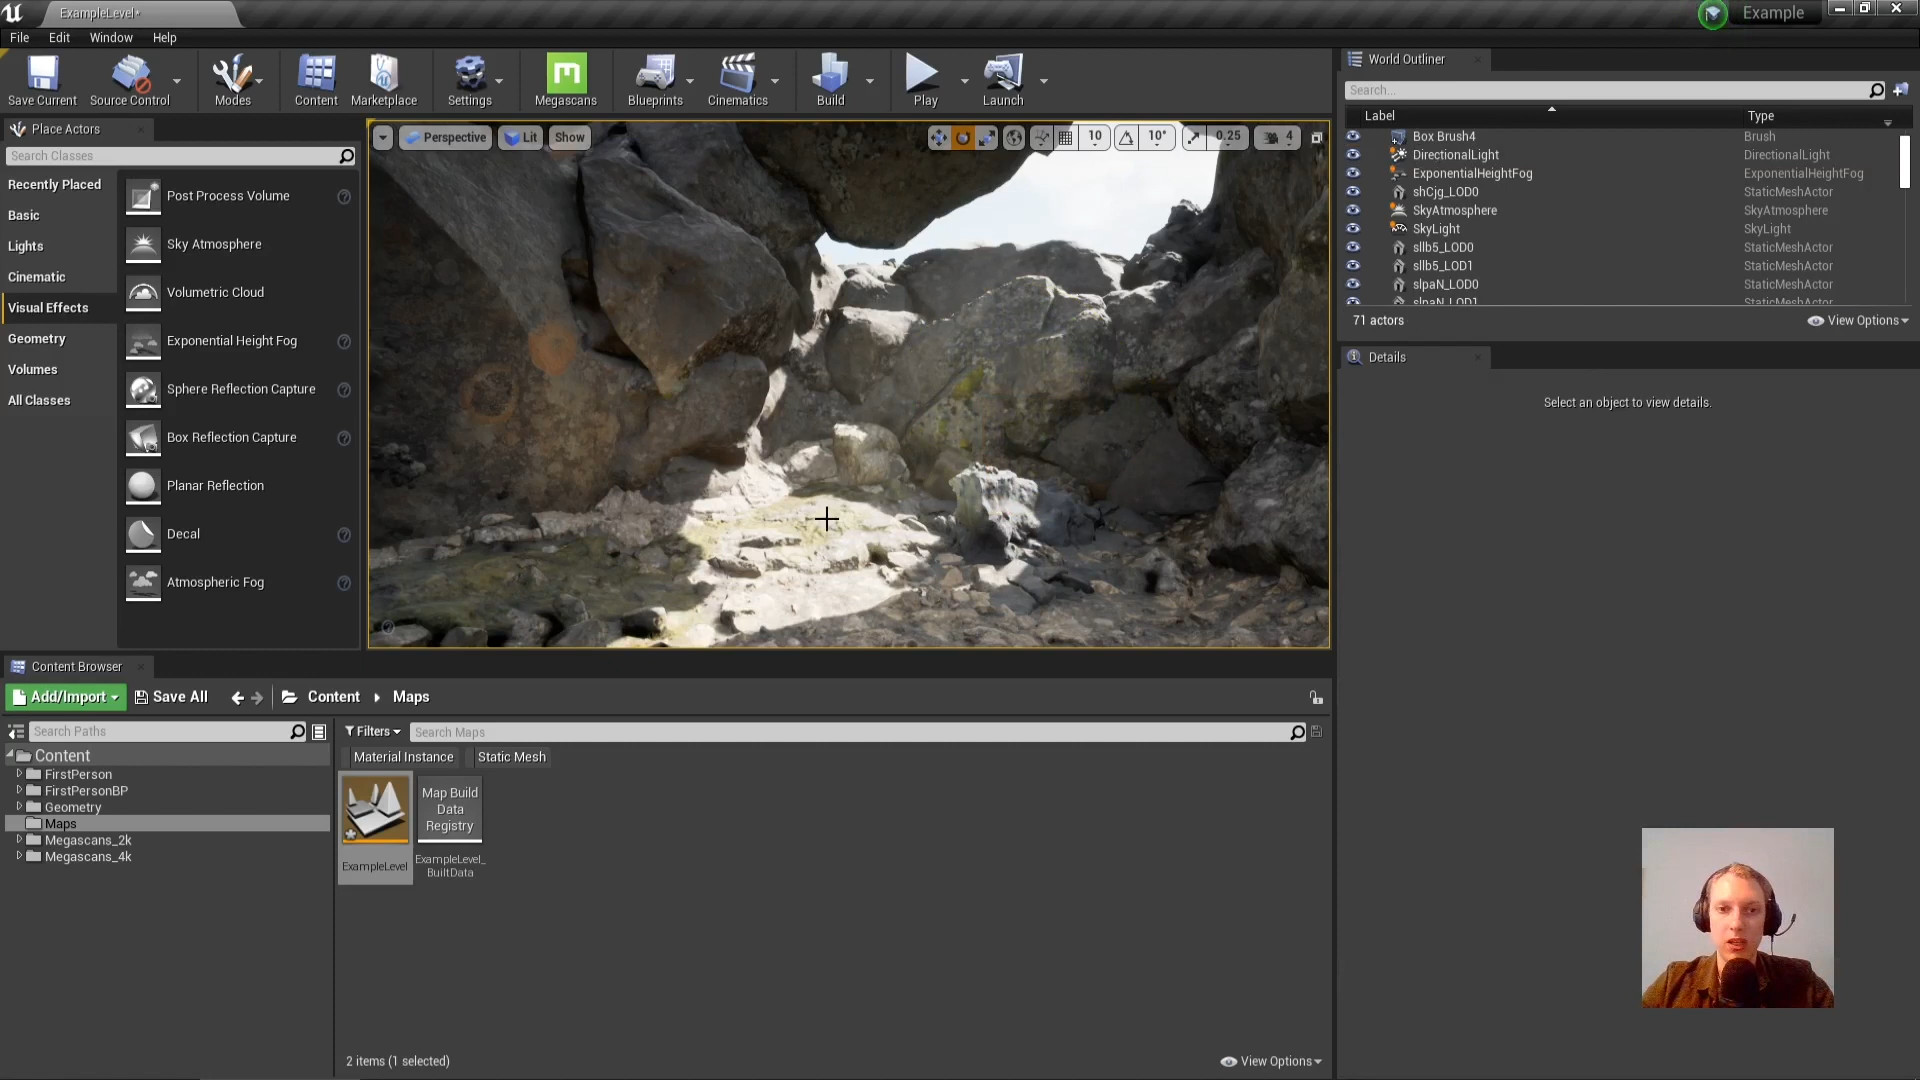 ExampleLevel•
Example
File Edit Window Help
Save Current
Source Control
Modes
Content
Marketplace
Settings
Megascans
Blueprints
Cinematics
Build
Play
Launch
Place Actors
Search Classes
Recently Placed
Basic
Lights
Cinematic
Visual Effects
Geometry
Volumes
All Classes
Post Process Volume
Sky Atmosphere
Volumetric Cloud
Exponential Height Fog
Sphere Reflection Capture
Box Reflection Capture
Planar Reflection
Decal
Atmospheric Fog
Perspective Lit Show
10 10° 0.25 4
World Outliner
Search...
Label Type
Box Brush4 Brush
DirectionalLight DirectionalLight
ExponentialHeightFog ExponentialHeightFog
shCjg_LOD0 StaticMeshActor
SkyAtmosphere SkyAtmosphere
SkyLight SkyLight
sllb5_LOD0 StaticMeshActor
sllb5_LOD1 StaticMeshActor
slpaN_LOD0 StaticMeshActor
slpaN_LOD1 StaticMeshActor
71 actors
View Options
Details
Select an object to view details.
Content Browser
Add/Import Save All Content Maps
Search Paths
Content
FirstPerson
FirstPersonBP
Geometry
Maps
Megascans_2k
Megascans_4k
Filters Search Maps
Material Instance Static Mesh
Map Build
Data
Registry
ExampleLevel
ExampleLevel_
BuiltData
2 items (1 selected)
View Options